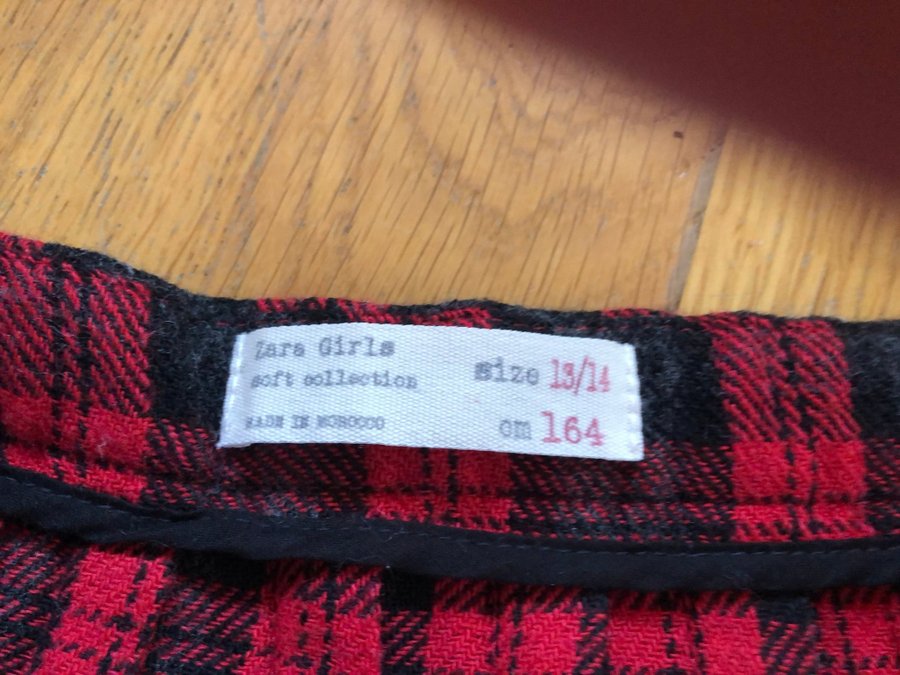 Zara Girls
soft collection
MADE IN MOROCCO
size 13/14
cm 164